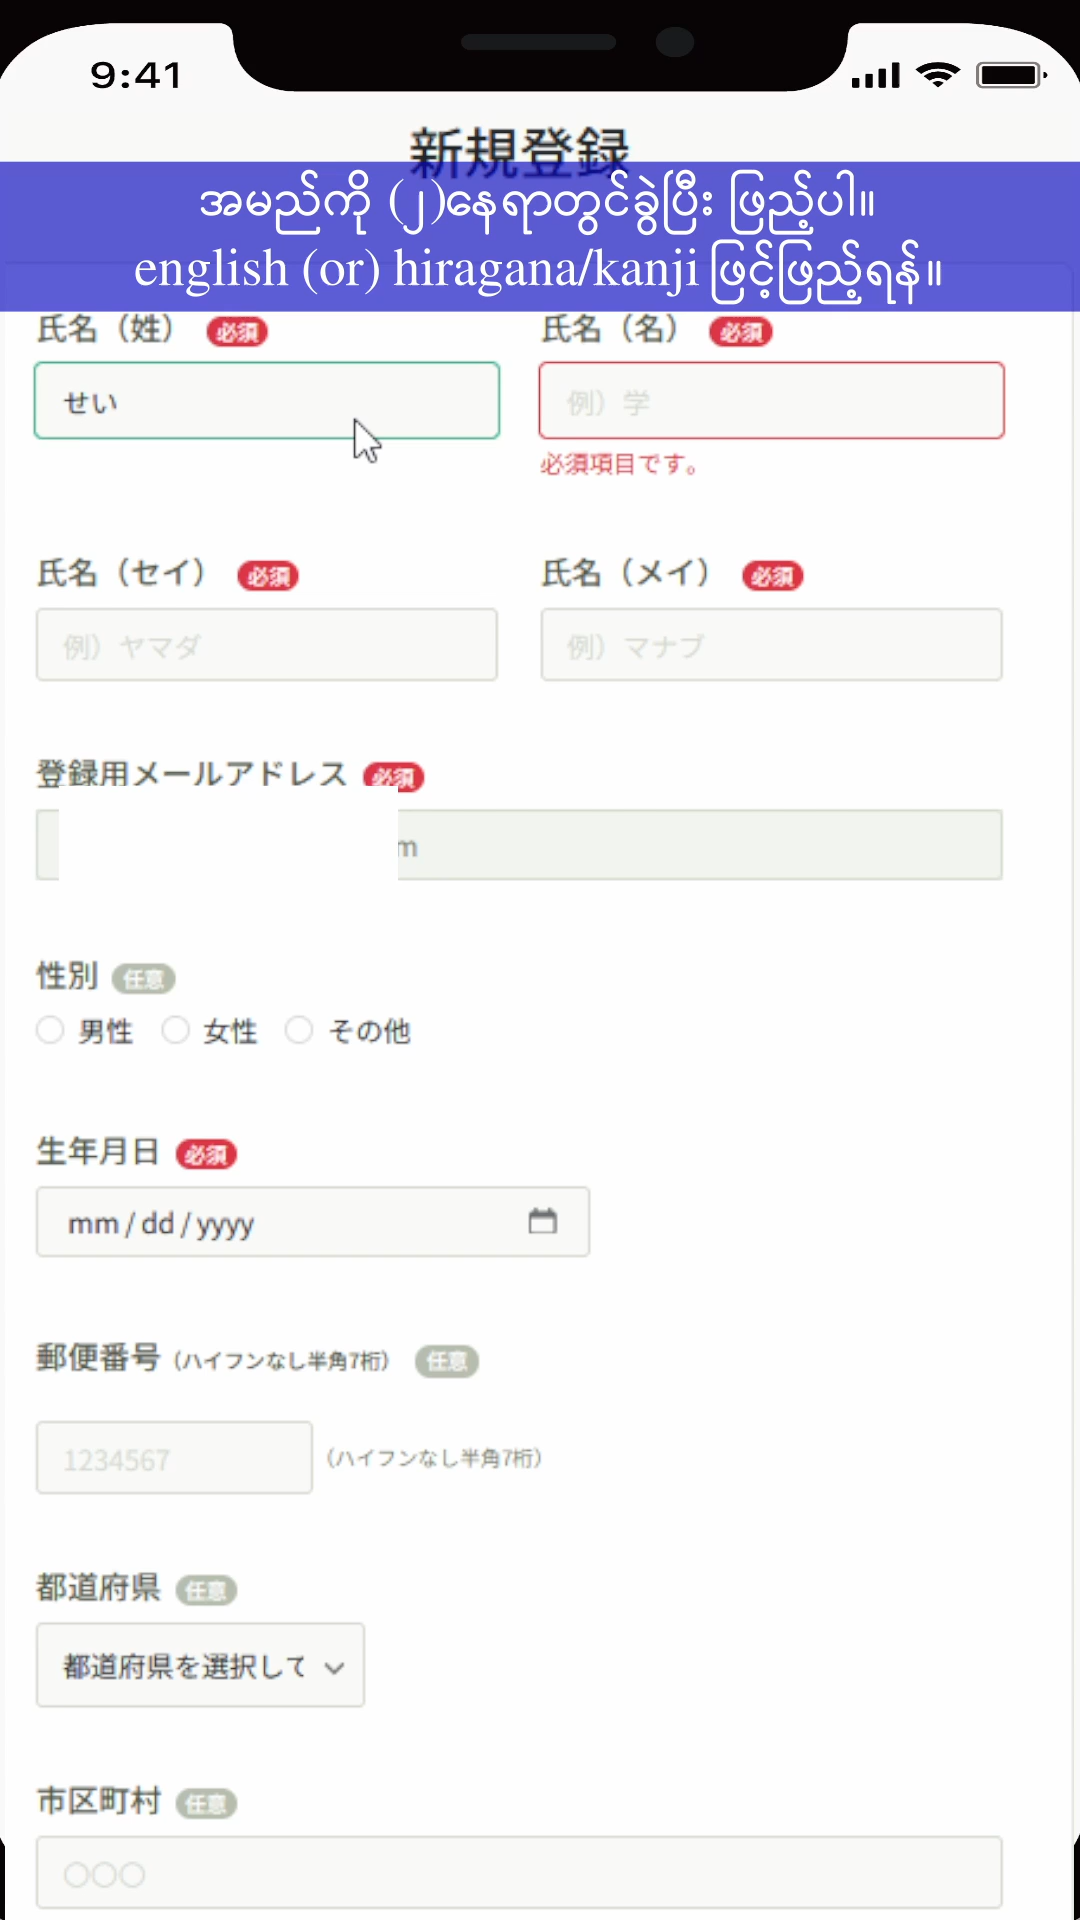 9:41
新規登録
အမည်ကို (၂)နေရာတွင်ခွဲပြီး ဖြည့်ပါ။
english (or) hiragana/kanji ဖြင့်ဖြည့်ရန်။
氏名（姓） 必須 氏名（名） 必須
せい 例）学
必須項目です。
氏名（セイ） 必須 氏名（メイ） 必須
例）ヤマダ 例）マナブ
登録用メールアドレス 必須
m
性別 任意
男性 女性 その他
生年月日 必須
mm/dd/yyyy
郵便番号（ハイフンなし半角7桁） 任意
1234567 （ハイフンなし半角7桁）
都道府県 任意
都道府県を選択して
市区町村 任意
○○○